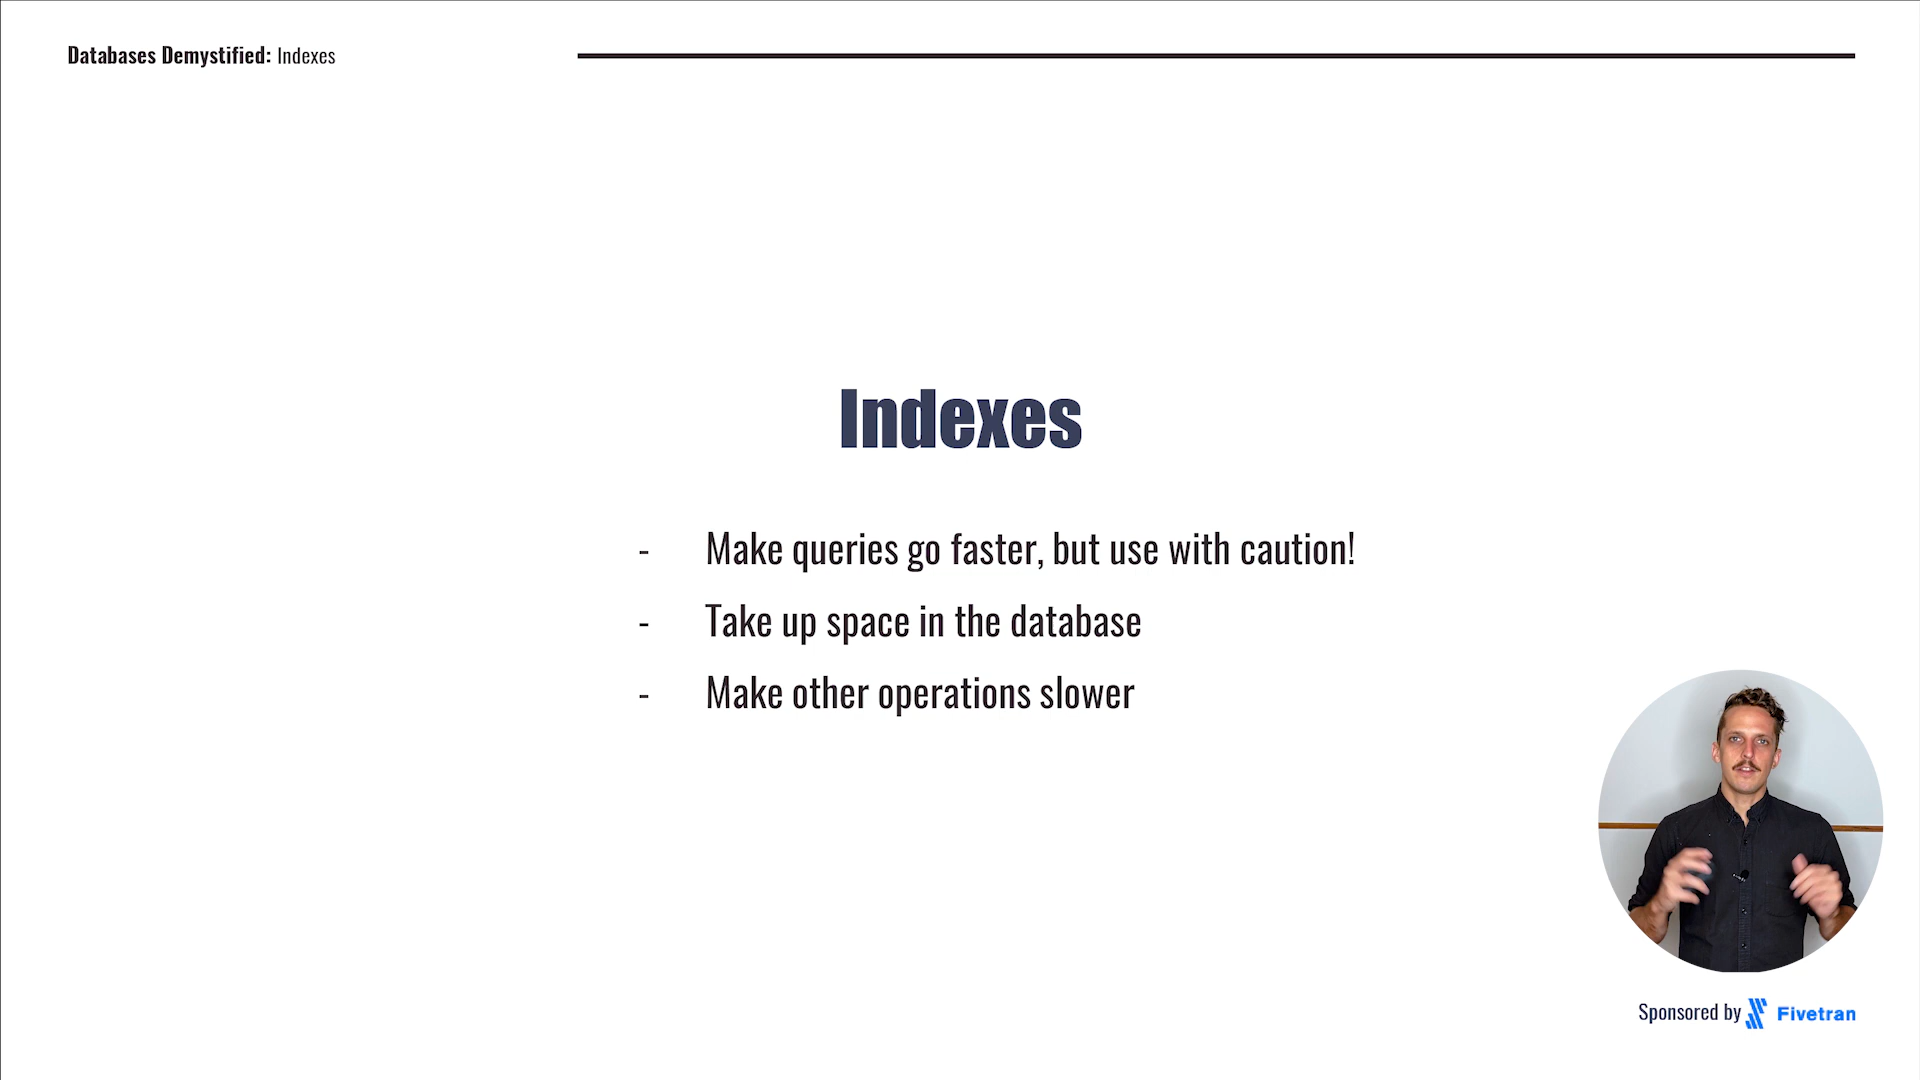 Databases Demystified: Indexes
Indexes
- Make queries go faster, but use with caution!
- Take up space in the database
- Make other operations slower
Sponsored by Fivetran